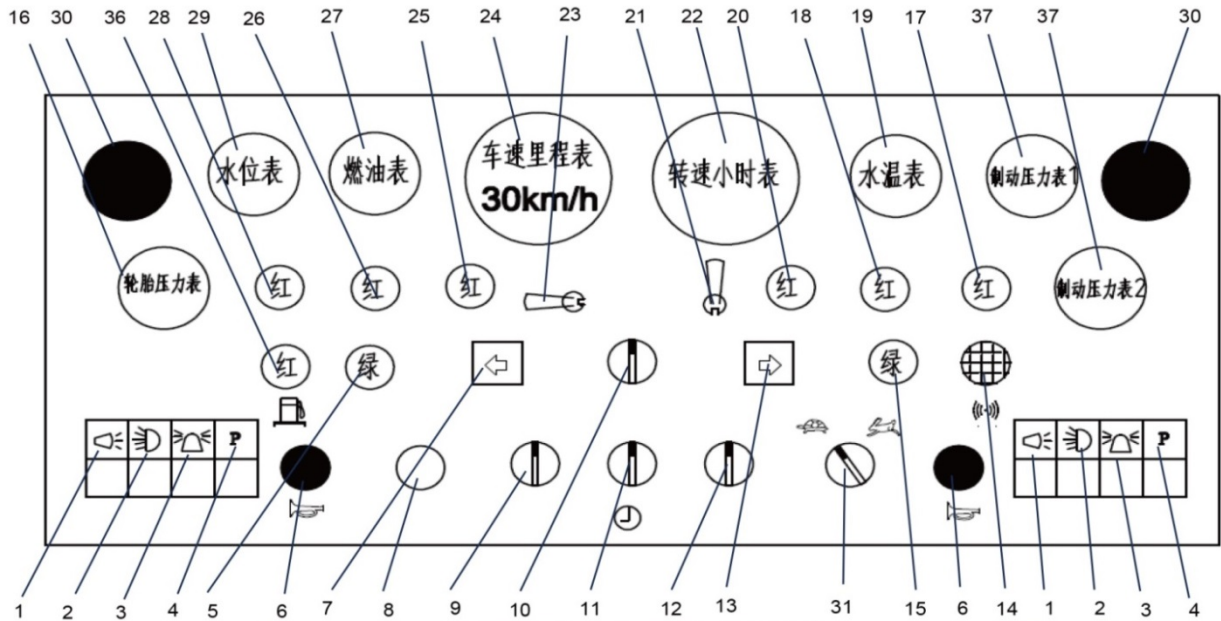 16 30 36 28 29 26 27 25 24 23 21 22 20 18 19 17 37 37 30
水位表
燃油表
车速里程表
30km/h
转速小时表
水温表
制动压力表1
轮胎压力表
红
红
红
红
红
红
制动压力表2
红
绿
绿
P
P
1 2 3 4 5 6 7 8 9 10 11 12 13 31 15 6 14 1 2 3 4